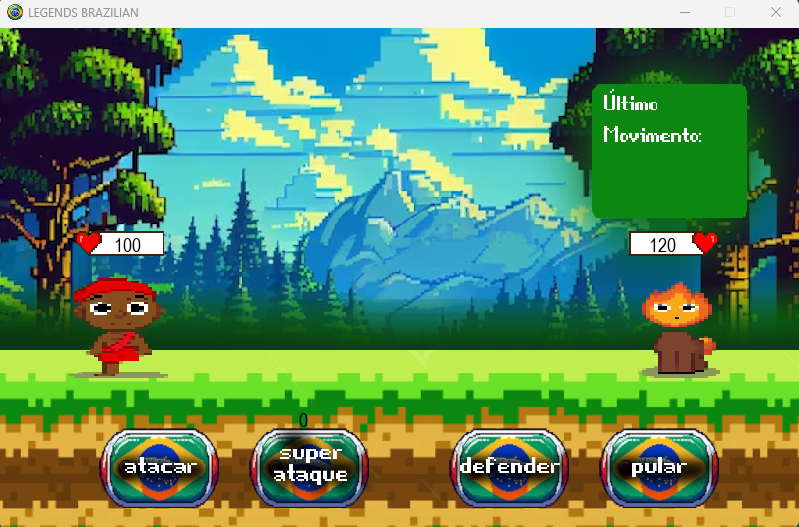 LEGENDS BRAZILIAN
Último
Movimento:
100
120
0
atacar
super
ataque
defender
pular